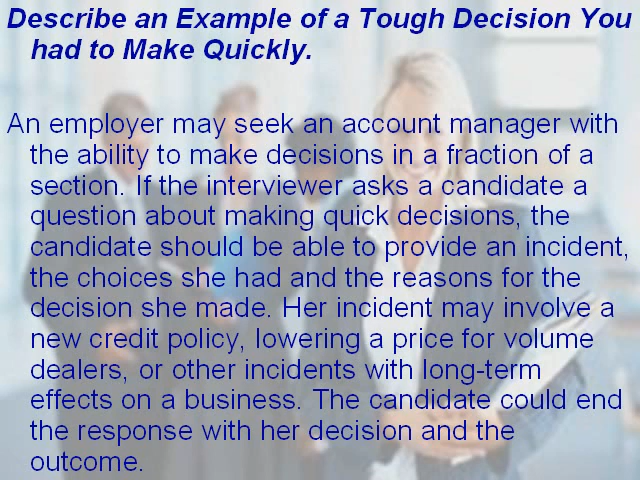 Describe an Example of a Tough Decision You
had to Make Quickly.
An employer may seek an account manager with
the ability to make decisions in a fraction of a
section. If the interviewer asks a candidate a
question about making quick decisions, the
candidate should be able to provide an incident,
the choices she had and the reasons for the
decision she made. Her incident may involve a
new credit policy, lowering a price for volume
dealers, or other incidents with long-term
effects on a business. The candidate could end
the response with her decision and the
outcome.